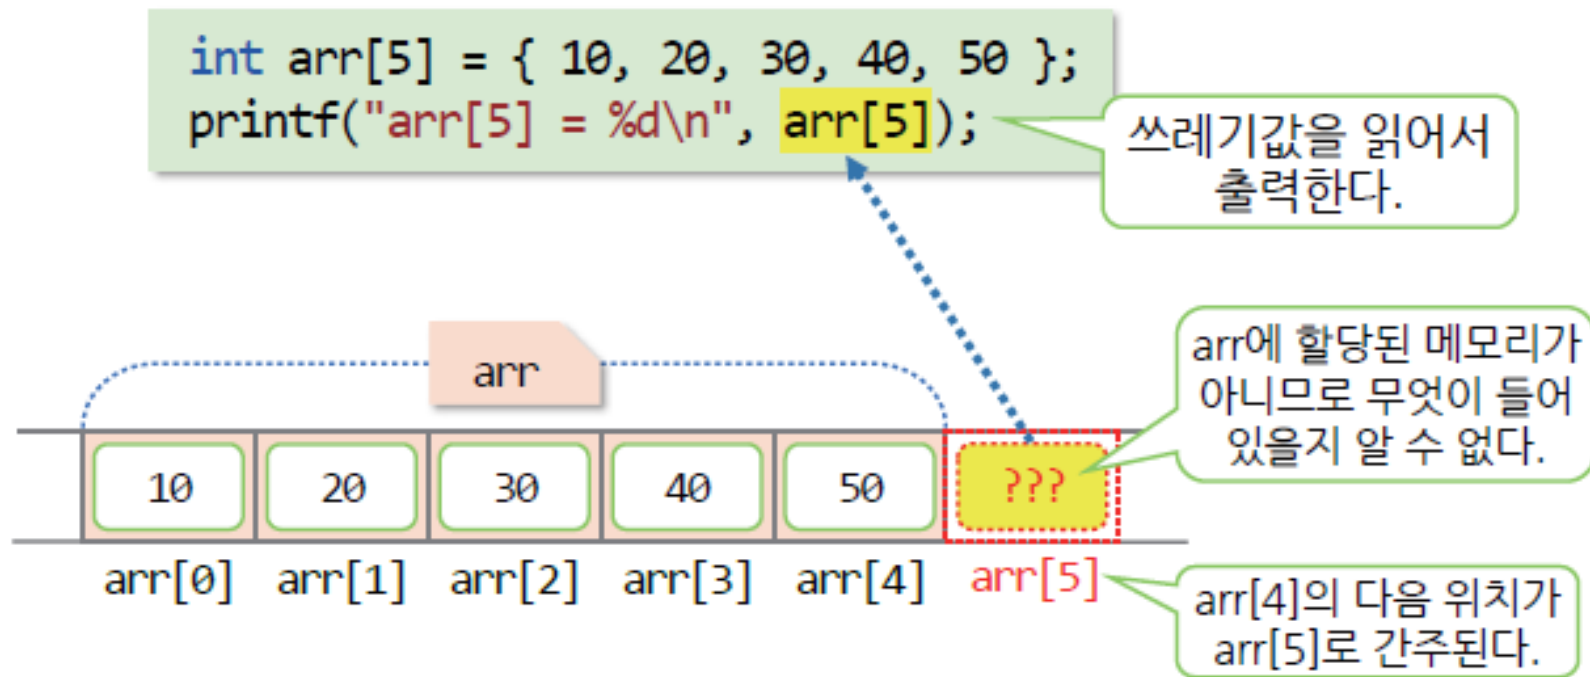 int arr[5] = { 10, 20, 30, 40, 50 };
printf("arr[5] = %d\n", arr[5]);
쓰레기값을 읽어서
출력한다.
arr
arr에 할당된 메모리가
아니므로 무엇이 들어
있을지 알 수 없다.
10 20 30 40 50 ???
arr[0] arr[1] arr[2] arr[3] arr[4] arr[5]
arr[4]의 다음 위치가
arr[5]로 간주된다.